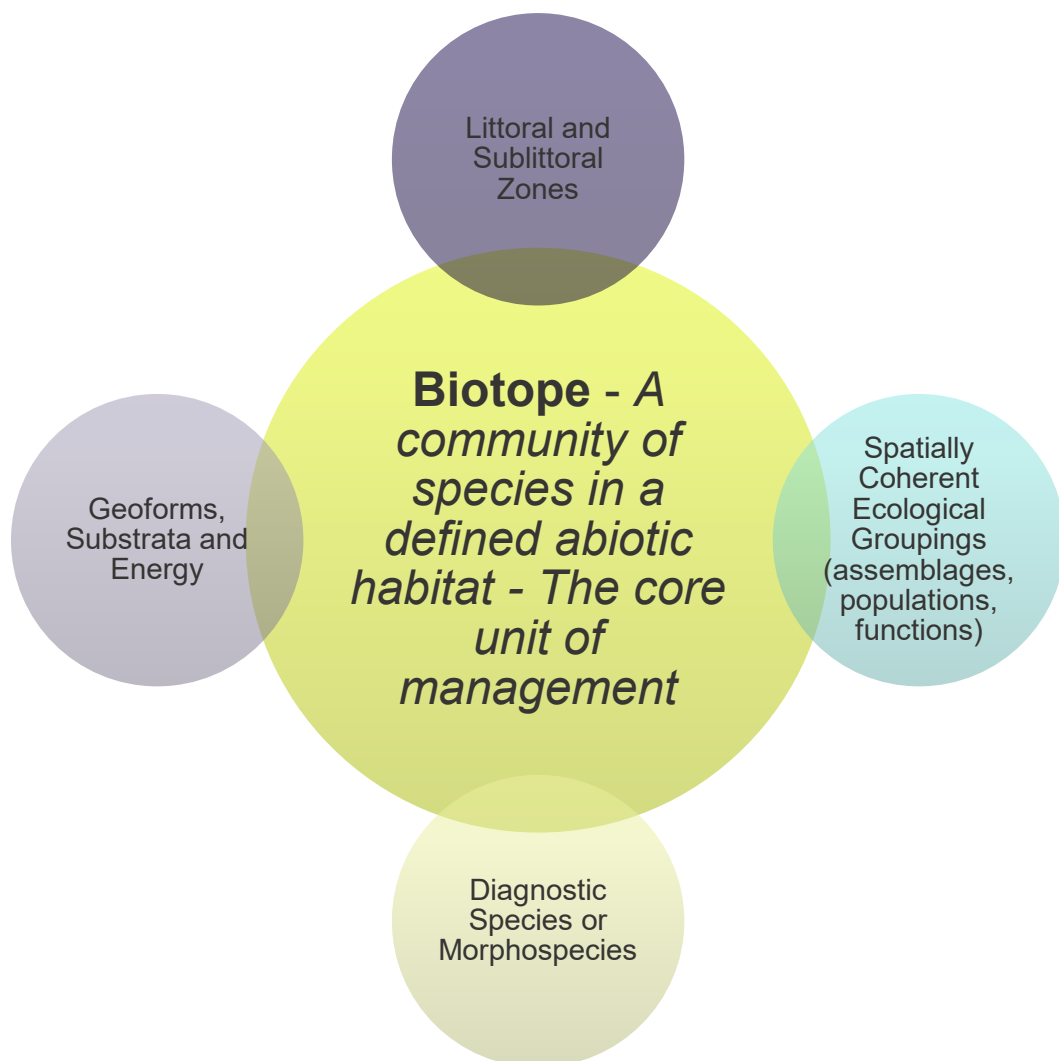 Littoral and
Sublittoral
Zones
Biotope - A
community of
species in a
defined abiotic
habitat - The core
unit of
management
Geoforms,
Substrata and
Energy
Spatially
Coherent
Ecological
Groupings
(assemblages,
populations,
functions)
Diagnostic
Species or
Morphospecies